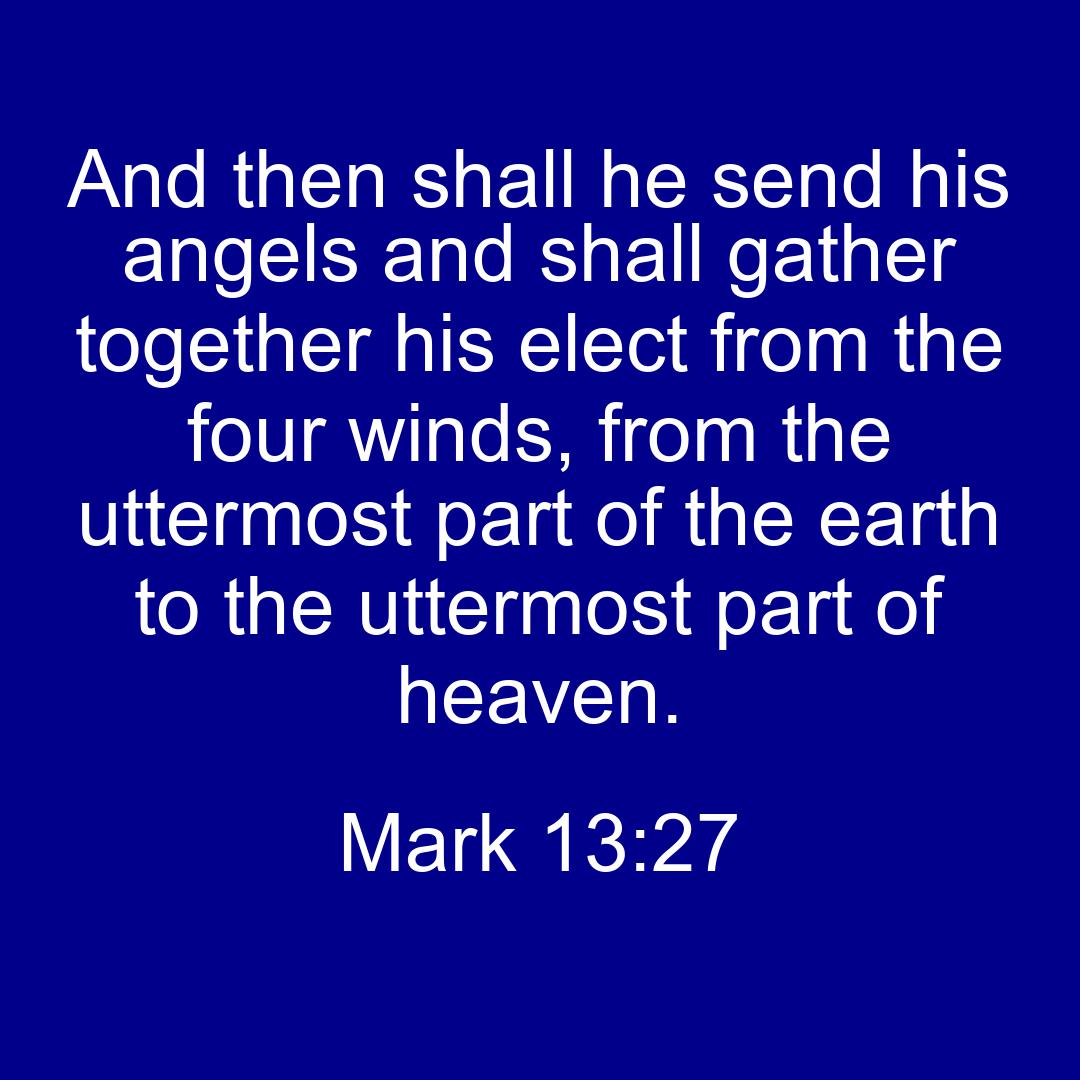 And then shall he send his
angels and shall gather
together his elect from the
four winds, from the
uttermost part of the earth
to the uttermost part of
heaven.
Mark 13:27